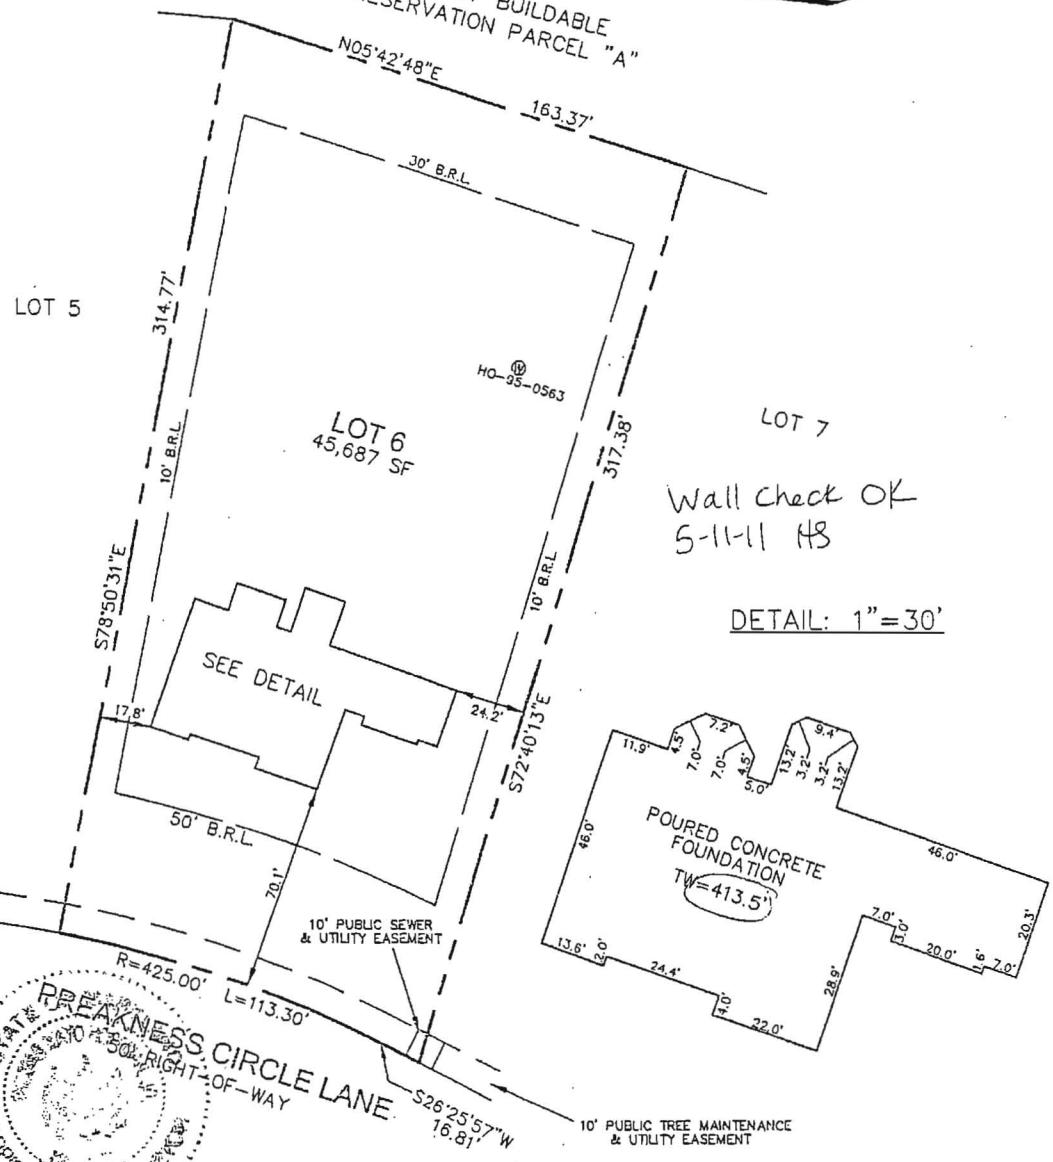 BUILDABLE
RESERVATION PARCEL "A"
N05°42'48"E
163.37'
30' B.R.L.
LOT 5
314.77'
HO-95-0563
LOT 6
45,687 SF
LOT 7
317.38'
10' B.R.L.
Wall Check OK
5-11-11 HS
10' B.R.L.
S78°50'31"E
DETAIL: 1"=30'
SEE DETAIL
17.8'
24.2'
S72°40'13"E
11.9'
4.5'
7.2'
7.0'
7.0'
4.5'
5.0'
13.2'
9.4'
3.2'
3.2'
13.2'
46.0'
POURED CONCRETE
FOUNDATION
TW=413.5'
46.0'
20.3'
50' B.R.L.
70.1'
7.0'
3.0'
20.0'
1.6'
7.0'
13.6'
2.0'
24.4'
4.0'
22.0'
28.9'
10' PUBLIC SEWER
& UTILITY EASEMENT
R=425.00'
L=113.30'
PREAKNESS CIRCLE LANE
50' RIGHT-OF-WAY
S26°25'57"W
16.81'
10' PUBLIC TREE MAINTENANCE
& UTILITY EASEMENT